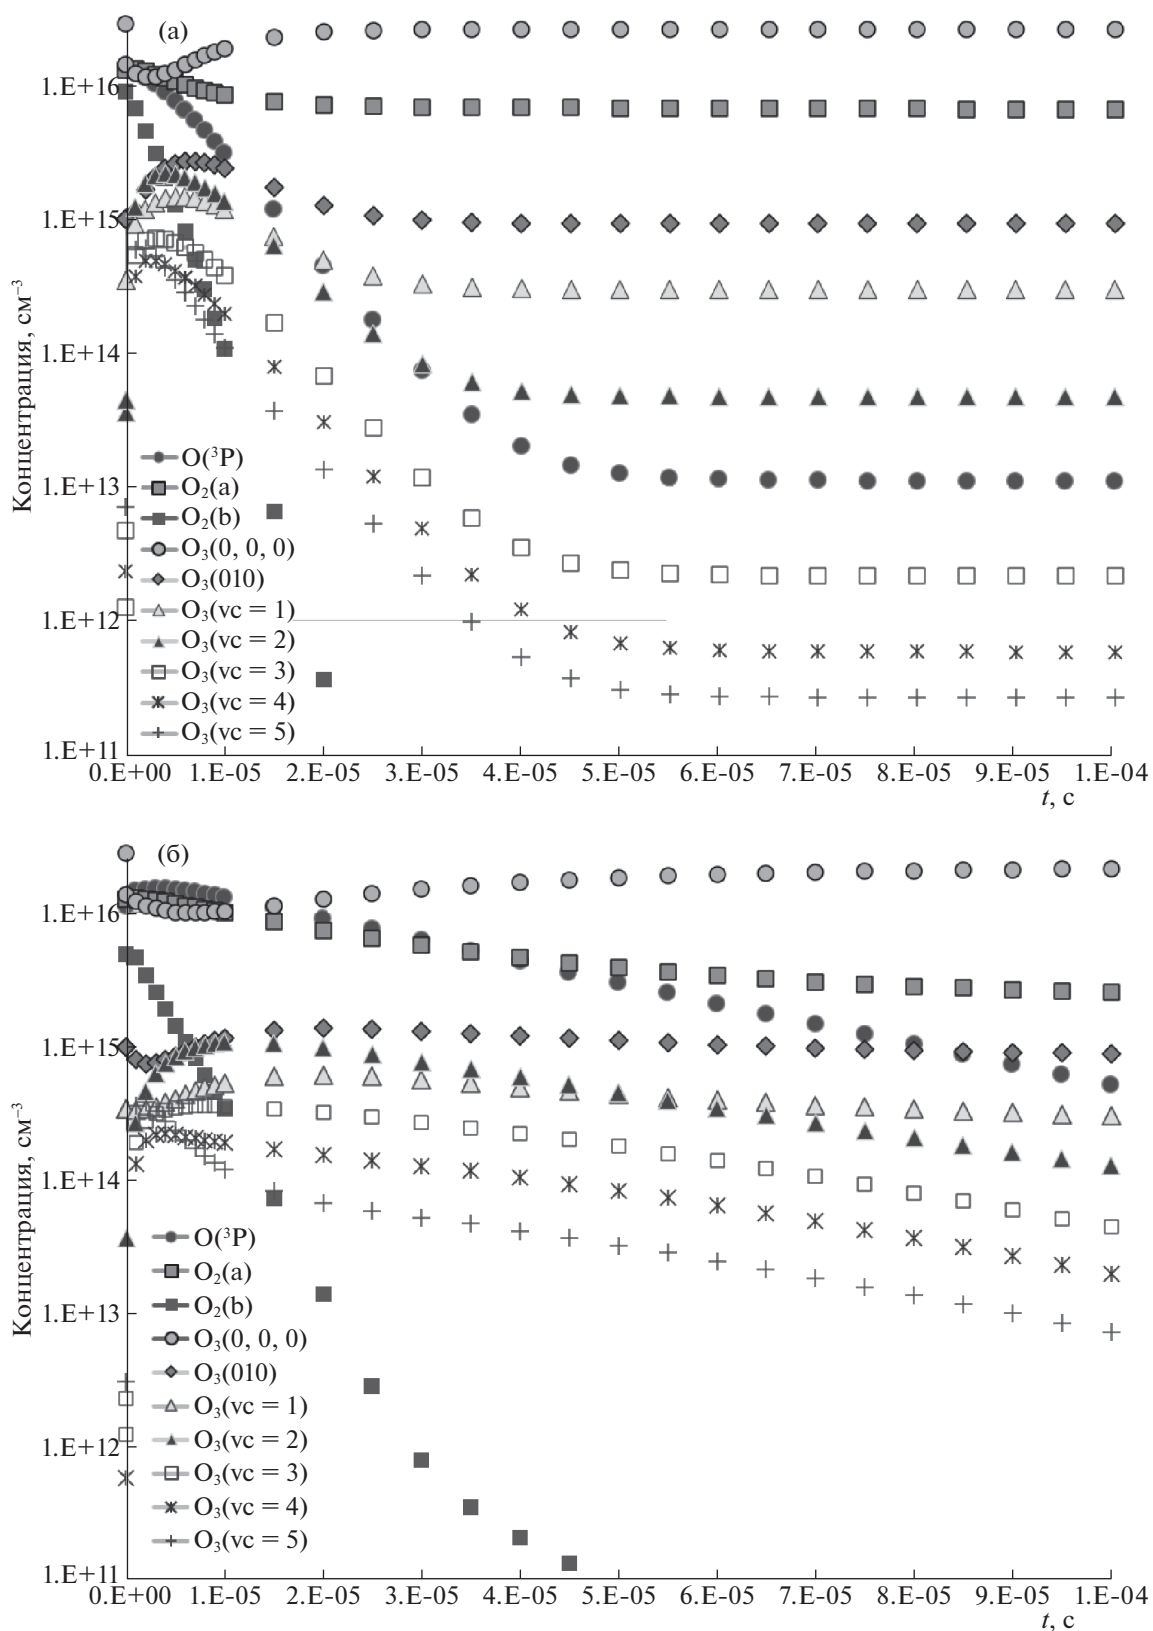 (а)
1.E+16
1.E+15
1.E+14
1.E+13
1.E+12
1.E+11
Концентрация, см⁻³
O(³P)
O₂(a)
O₂(b)
O₃(0, 0, 0)
O₃(010)
O₃(vc = 1)
O₃(vc = 2)
O₃(vc = 3)
O₃(vc = 4)
O₃(vc = 5)
0.E+00 1.E-05 2.E-05 3.E-05 4.E-05 5.E-05 6.E-05 7.E-05 8.E-05 9.E-05 1.E-04
t, с
(б)
1.E+16
1.E+15
1.E+14
1.E+13
1.E+12
1.E+11
Концентрация, см⁻³
O(³P)
O₂(a)
O₂(b)
O₃(0, 0, 0)
O₃(010)
O₃(vc = 1)
O₃(vc = 2)
O₃(vc = 3)
O₃(vc = 4)
O₃(vc = 5)
0.E+00 1.E-05 2.E-05 3.E-05 4.E-05 5.E-05 6.E-05 7.E-05 8.E-05 9.E-05 1.E-04
t, с